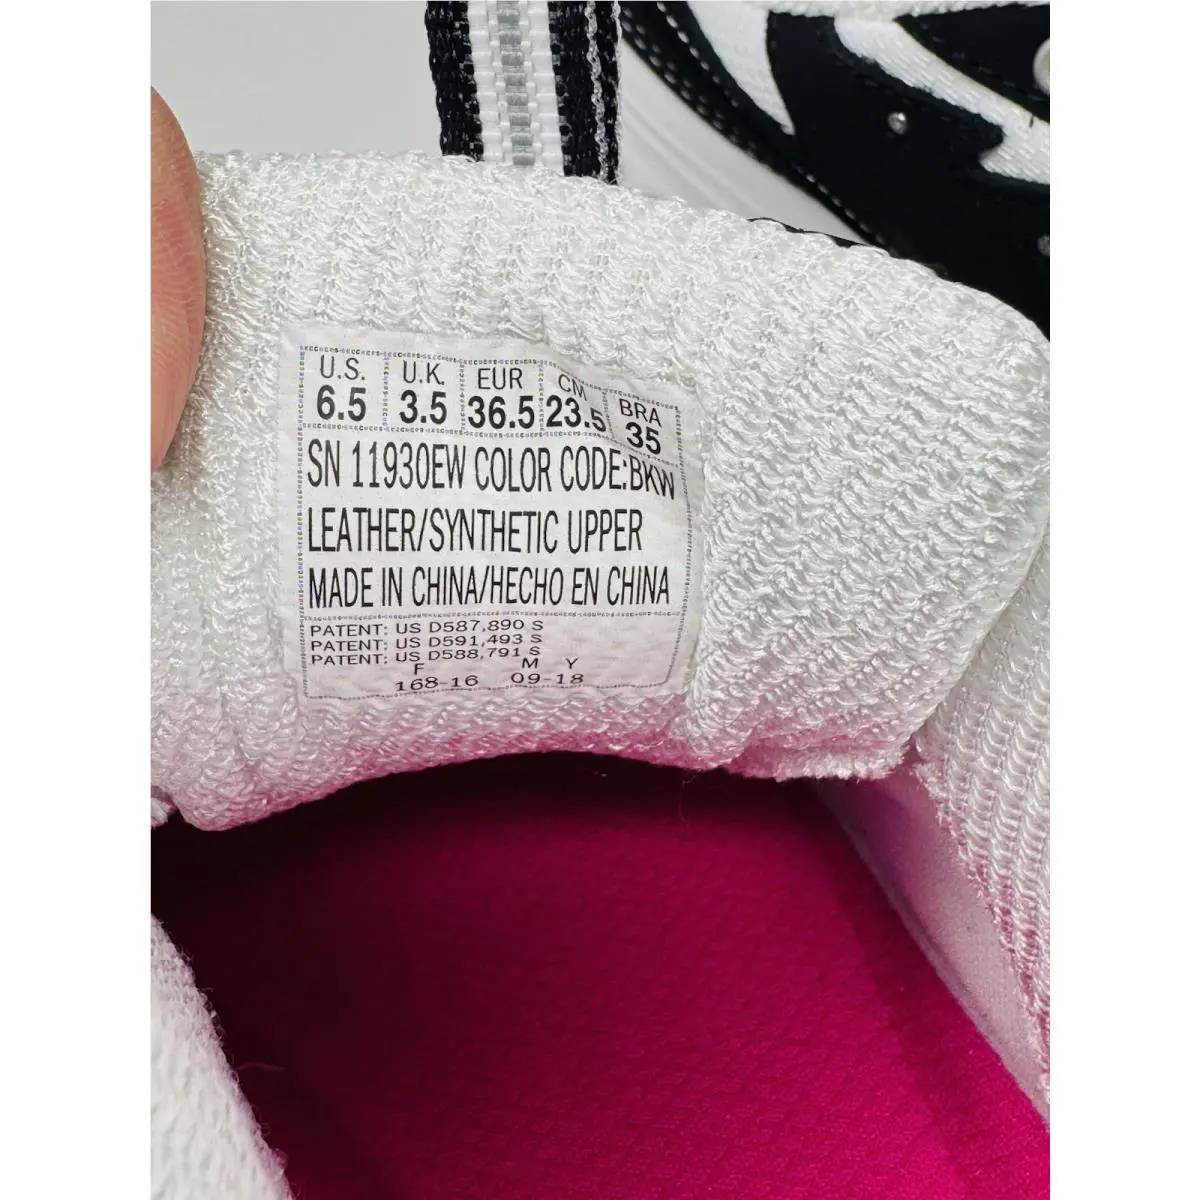 U.S. U.K. EUR CM BRA
6.5 3.5 36.5 23.5 35
SN 11930EW COLOR CODE:BKW
LEATHER/SYNTHETIC UPPER
MADE IN CHINA/HECHO EN CHINA
PATENT: US D587,890 S
PATENT: US D591,493 S
PATENT: US D588,791 S
F M Y
168-16 09-18